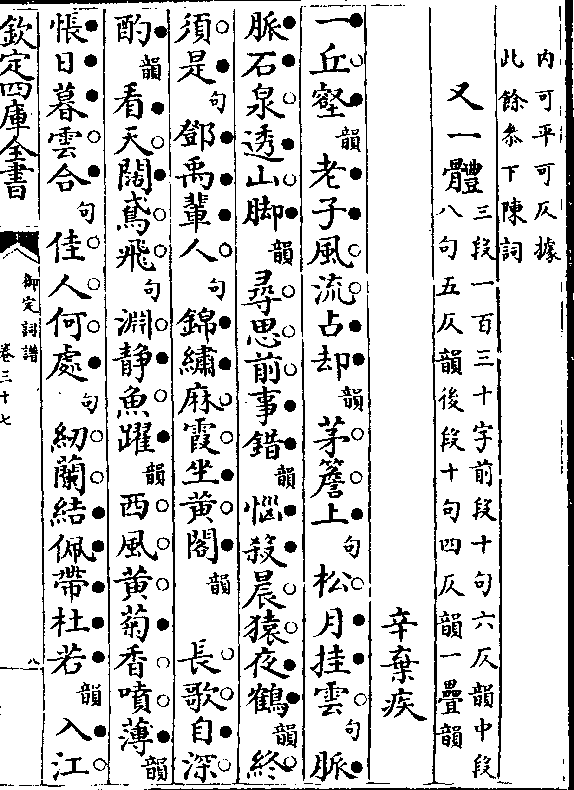 内可平可仄據
此餘叅下陳詞
又一體
三段一百三十字前段十句六仄韻中段
八句五仄韻後段十句四仄韻一疊韻
辛棄疾
一丘壑韻老子風流占却韻茅簷上句松月挂雲句脈
脈石泉透山脚韻尋思前事錯韻惱殺晨猿夜鶴韻終
須是句鄧禹輩人句錦繡麻霞坐黄閣韻 長歌自深
酌韻看天闊鳶飛句淵靜魚躍韻西風黄菊香噴薄韻
悵日暮雲合句佳人何處句紉蘭結佩帶杜若韻入江
欽定四庫全書
御定詞譜
卷三十七
八